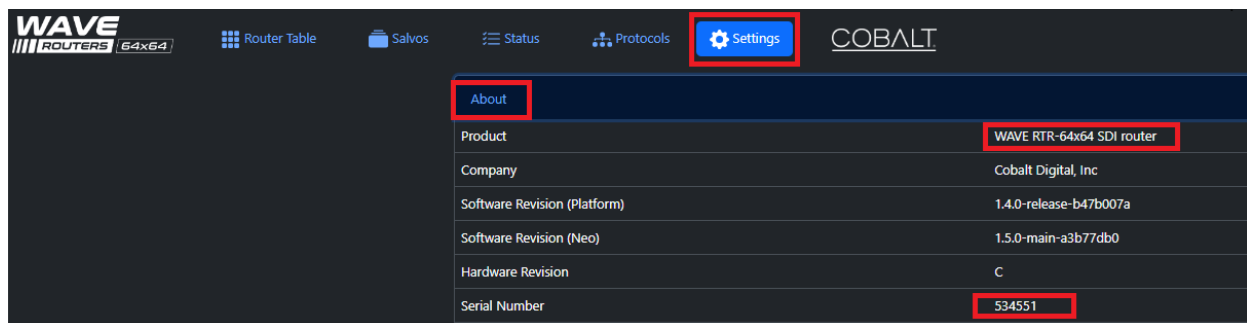 WAVE
ROUTERS 64x64
Router Table Salvos Status Protocols Settings COBALT
About
Product WAVE RTR-64x64 SDI router
Company Cobalt Digital, Inc
Software Revision (Platform) 1.4.0-release-b47b007a
Software Revision (Neo) 1.5.0-main-a3b77db0
Hardware Revision C
Serial Number 534551